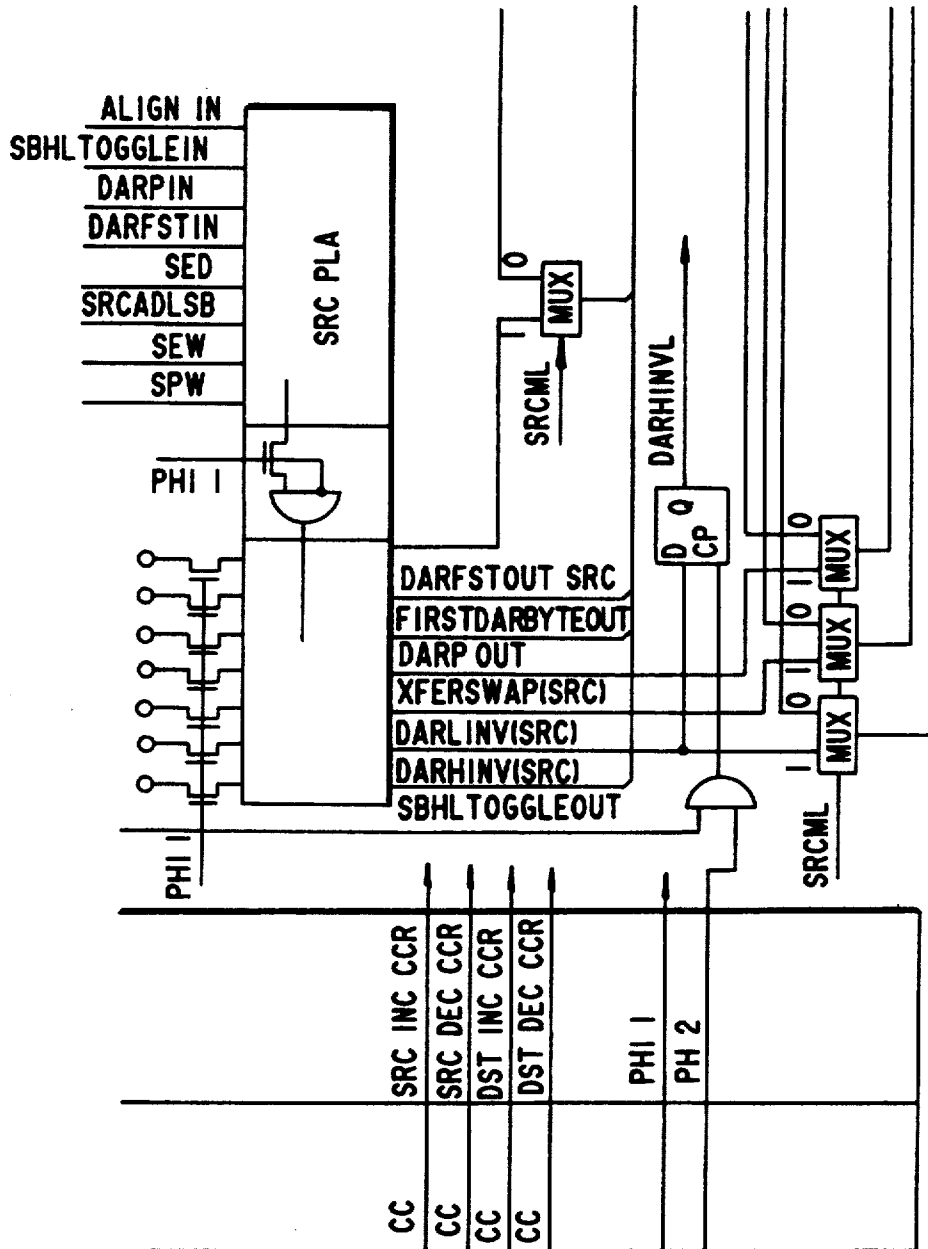 ALIGN IN
SBHLTOGGLEIN
DARPIN
DARFSTIN
SED
SRCADLSB
SEW
SPW
SRC PLA
PHI 1
0
1
MUX
SRCML
DARHINVL
D Q
CP
DARFSTOUT SRC
FIRSTDARBYTEOUT
DARP OUT
XFERSWAP(SRC)
DARLINV(SRC)
DARHINV(SRC)
SBHLTOGGLEOUT
0
1
MUX
0
1
MUX
0
1
MUX
SRCML
PHI 1
SRC INC CCR
SRC DEC CCR
DST INC CCR
DST DEC CCR
PHI 1
PH 2
CC
CC
CC
CC